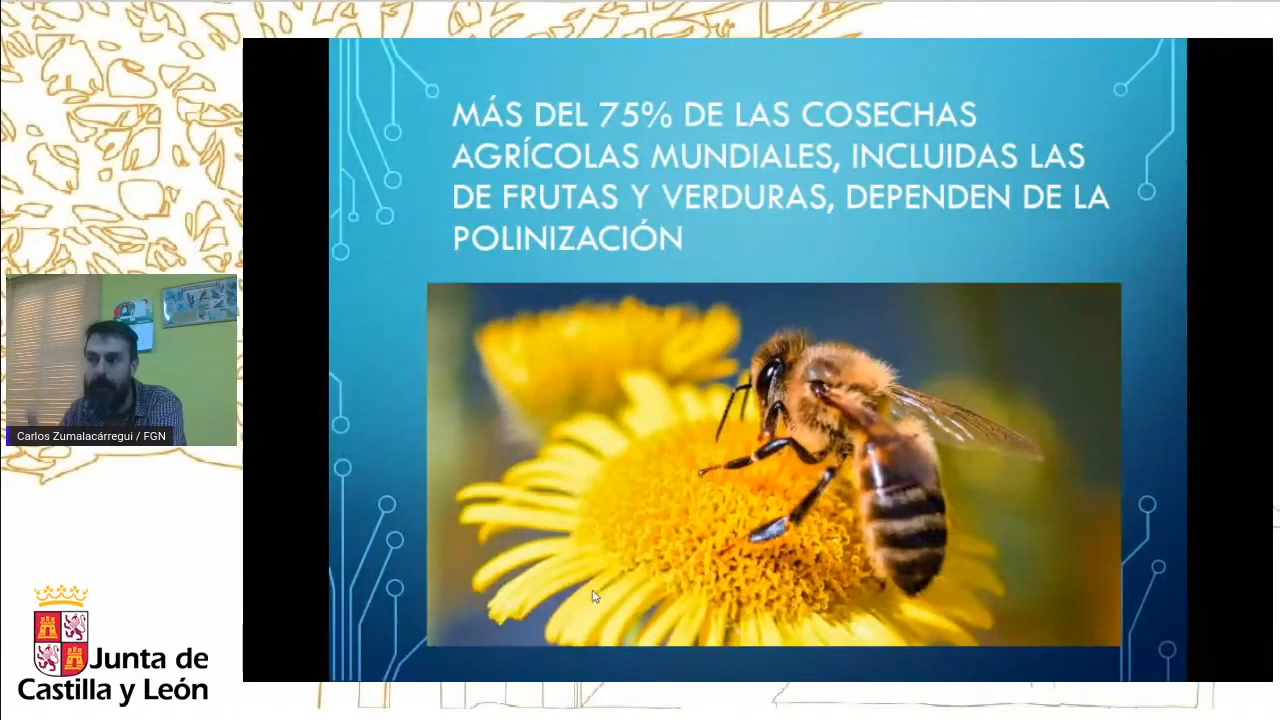 MÁS DEL 75% DE LAS COSECHAS
AGRÍCOLAS MUNDIALES, INCLUIDAS LAS
DE FRUTAS Y VERDURAS, DEPENDEN DE LA
POLINIZACIÓN
Carlos Zumalacárregui / FGN
Junta de
Castilla y León